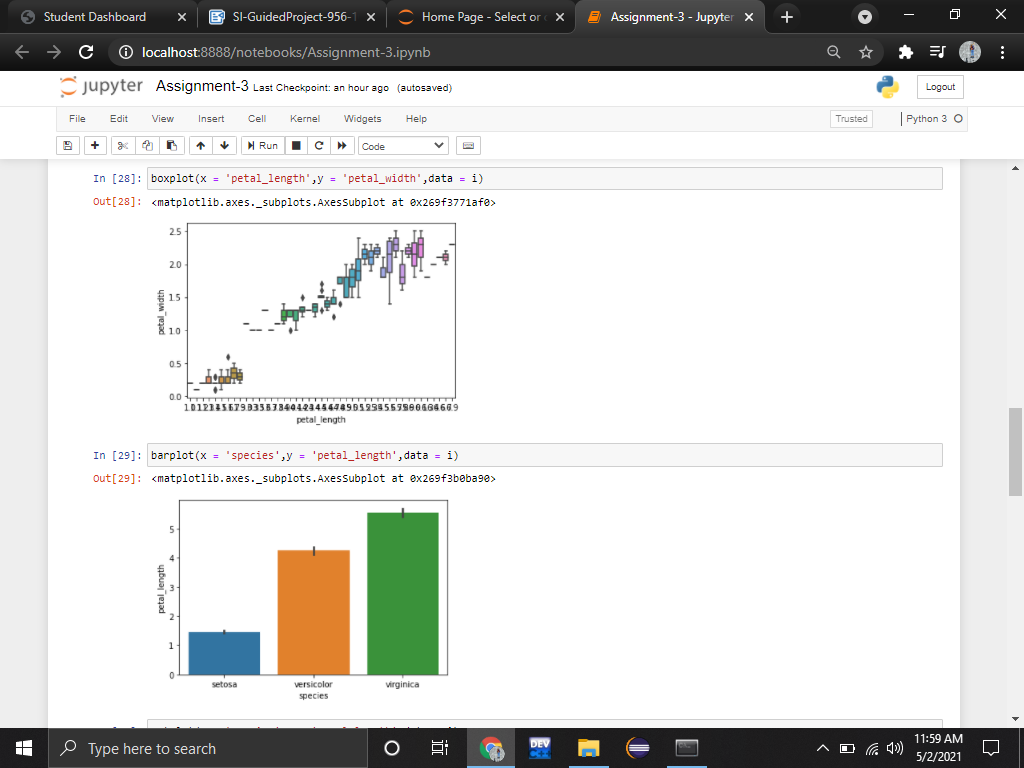 Student Dashboard
SI-GuidedProject-956-1
Home Page - Select or c
Assignment-3 - Jupyter
localhost:8888/notebooks/Assignment-3.ipynb
jupyter Assignment-3 Last Checkpoint: an hour ago (autosaved)
Logout
File Edit View Insert Cell Kernel Widgets Help
Trusted
Python 3
Run
Code
In [28]: boxplot(x = 'petal_length',y = 'petal_width',data = i)
Out[28]: <matplotlib.axes._subplots.AxesSubplot at 0x269f3771af0>
2.5
2.0
1.5
1.0
0.5
0.0
petal_width
petal_length
In [29]: barplot(x = 'species',y = 'petal_length',data = i)
Out[29]: <matplotlib.axes._subplots.AxesSubplot at 0x269f3b0ba90>
5
4
3
2
1
0
petal_length
setosa versicolor virginica
species
Type here to search
DEV
C++
11:59 AM
5/2/2021